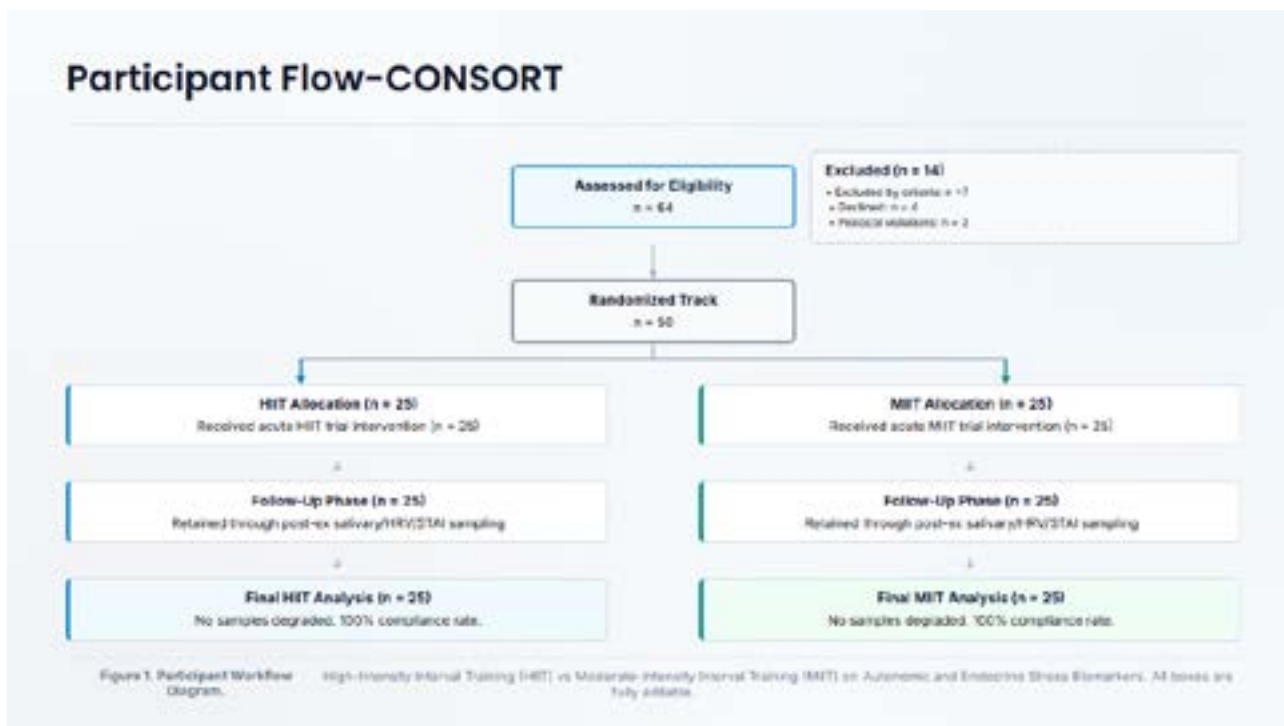 Participant Flow-CONSORT
Assessed for Eligibility
n = 64
Excluded (n = 14)
• Excluded by criteria: n
• Declined: n =
• Protocol violations: n = 2
Randomized Track
n = 50
HIIT Allocation (n = 25)
Received acute HIIT trial intervention (n = 25)
MIIT Allocation (n = 25)
Received acute MIIT trial intervention (n = 25)
Follow-Up Phase (n = 25)
Retained through post-ex salivary/HRV/STAI sampling
Follow-Up Phase (n = 25)
Retained through post-ex salivary/HRV/STAI sampling
Final HIIT Analysis (n = 25)
No samples degraded. 100% compliance rate.
Final MIIT Analysis (n = 25)
No samples degraded. 100% compliance rate.
Figure 1. Participant Workflow
Diagram.
High-Intensity Interval Training (HIIT) vs Moderate-Intensity Interval Training (MIIT) on Autonomic and Endocrine Stress Biomarkers. All boxes are
fully editable.